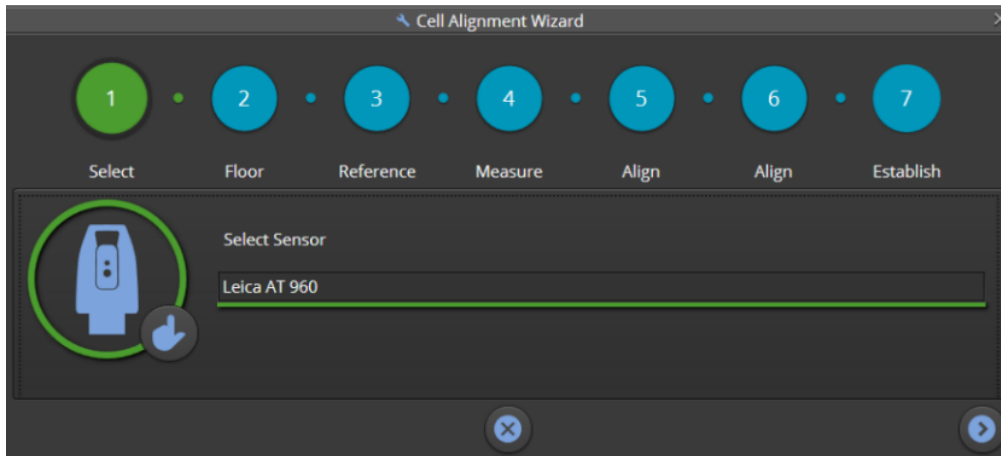 Cell Alignment Wizard
1 2 3 4 5 6 7
Select Floor Reference Measure Align Align Establish
Select Sensor
Leica AT 960